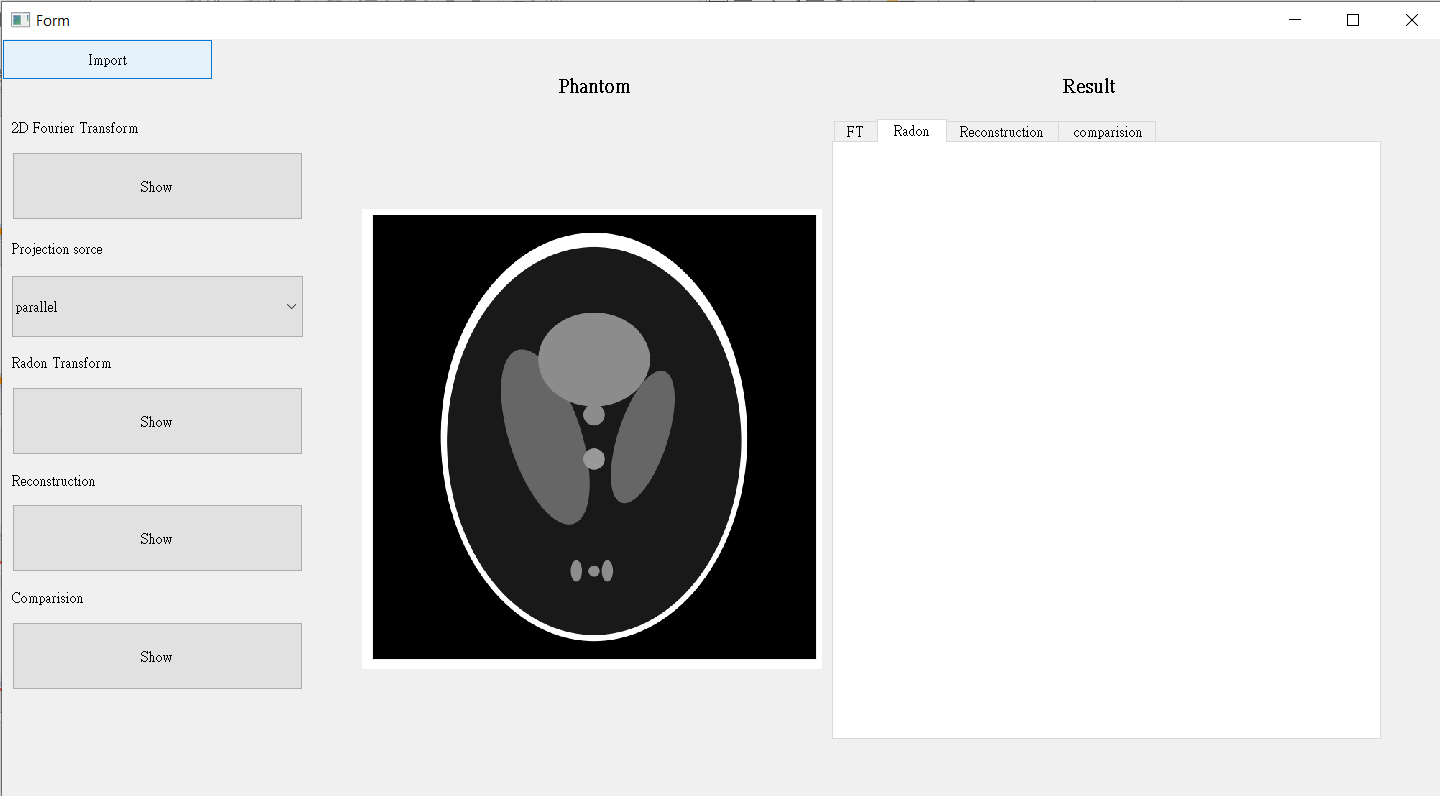 Form
Import
Phantom
Result
2D Fourier Transform
Show
Projection sorce
parallel
Radon Transform
Show
Reconstruction
Show
Comparision
Show
FT
Radon
Reconstruction
comparision